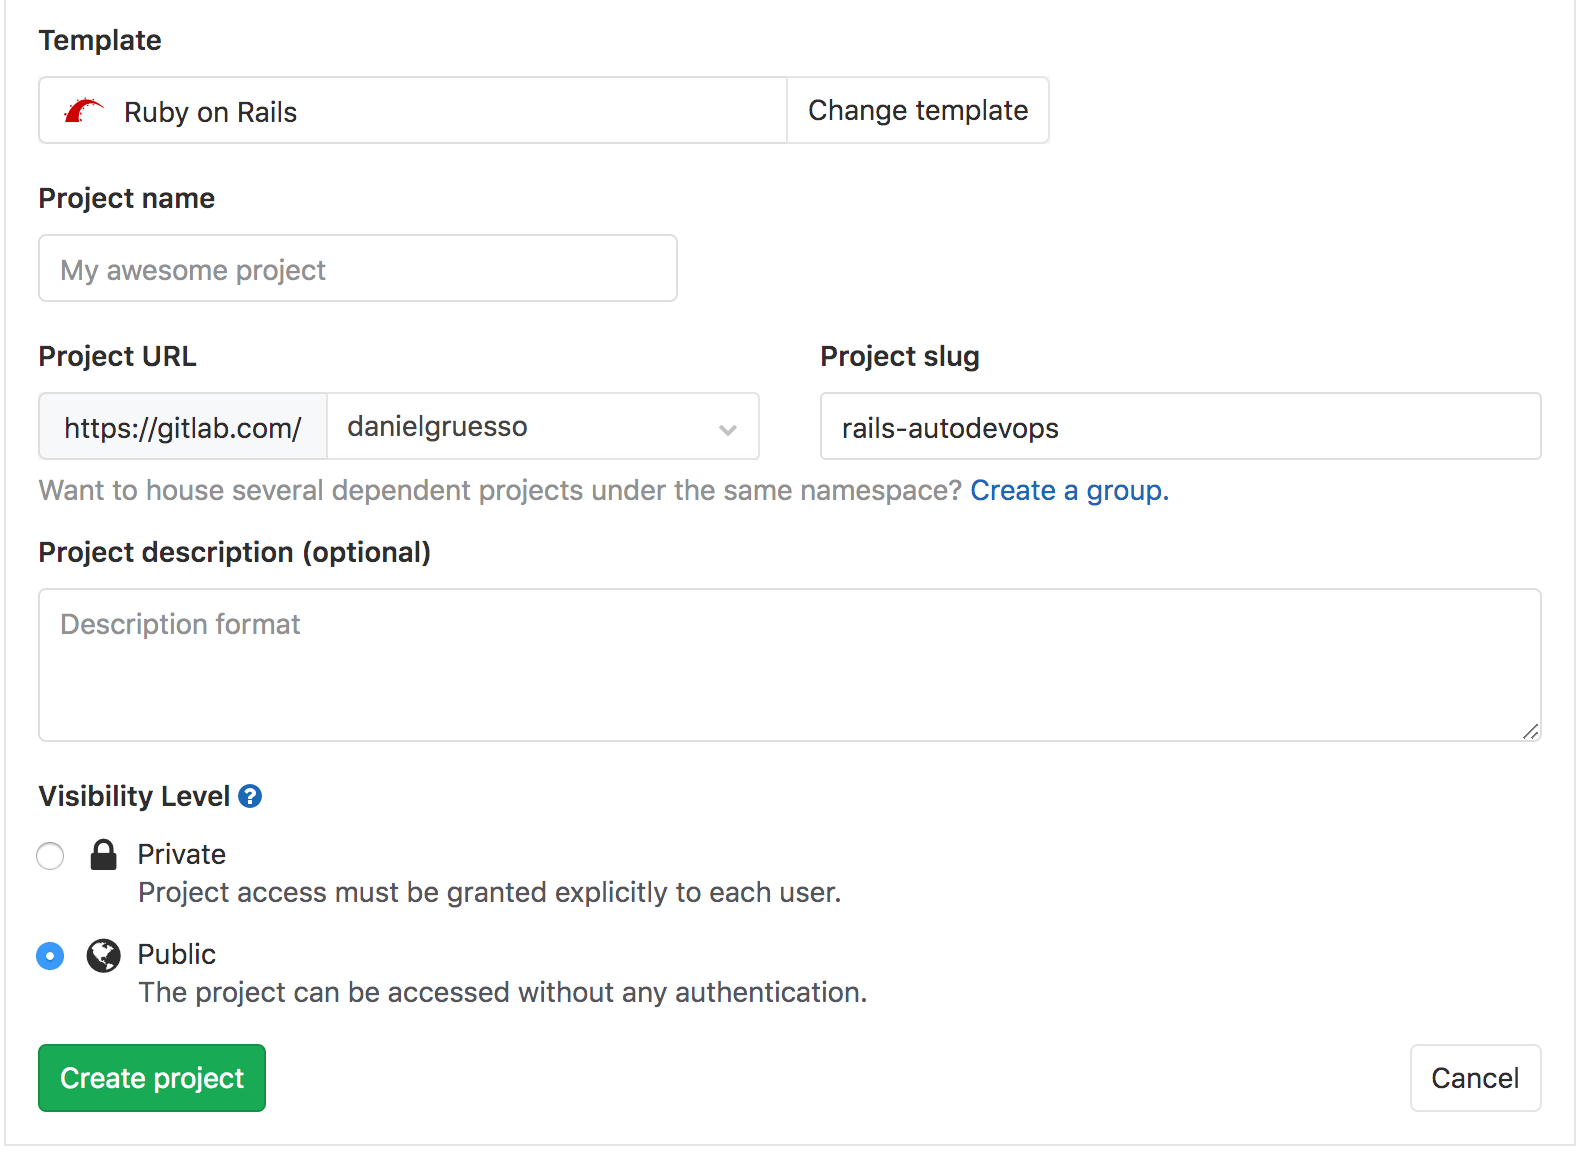 Template
Ruby on Rails
Change template
Project name
My awesome project
Project URL
Project slug
https://gitlab.com/
danielgruesso
rails-autodevops
Want to house several dependent projects under the same namespace? Create a group.
Project description (optional)
Description format
Visibility Level ?
Private
Project access must be granted explicitly to each user.
Public
The project can be accessed without any authentication.
Create project
Cancel